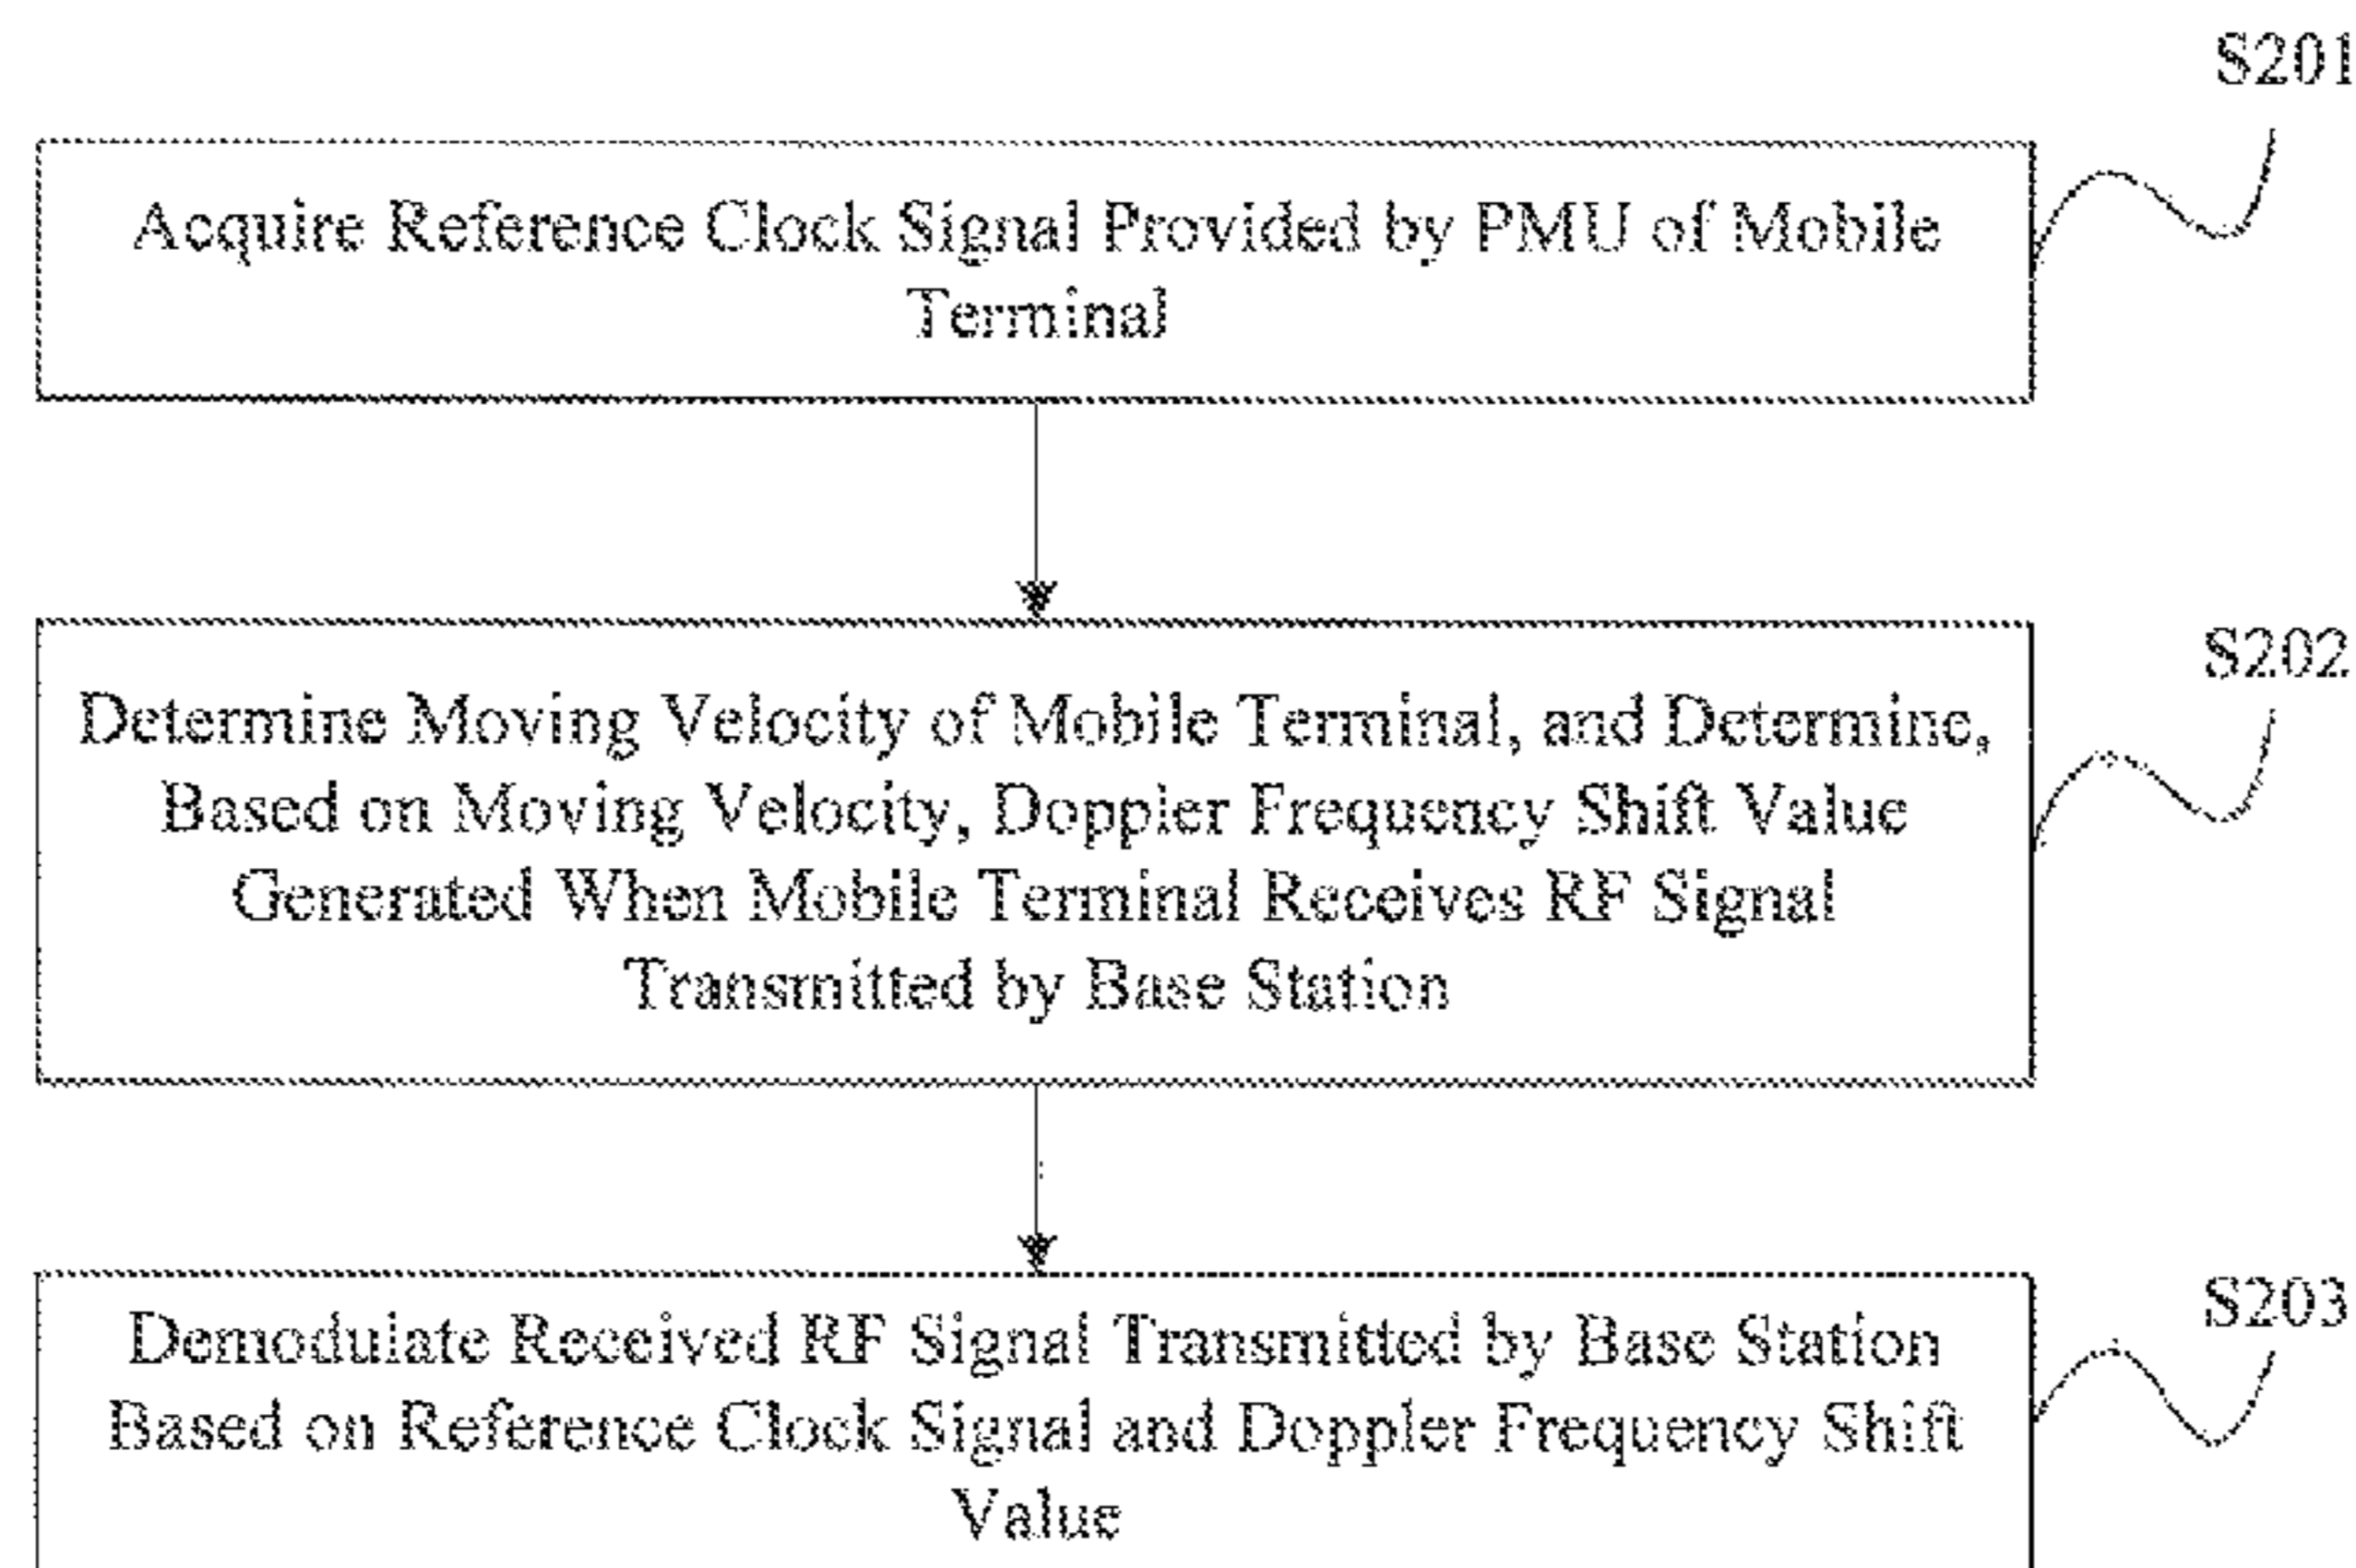 S201
Acquire Reference Clock Signal Provided by PMU of Mobile
Terminal
S202
Determine Moving Velocity of Mobile Terminal, and Determine,
Based on Moving Velocity, Doppler Frequency Shift Value
Generated When Mobile Terminal Receives RF Signal
Transmitted by Base Station
S203
Demodulate Received RF Signal Transmitted by Base Station
Based on Reference Clock Signal and Doppler Frequency Shift
Value